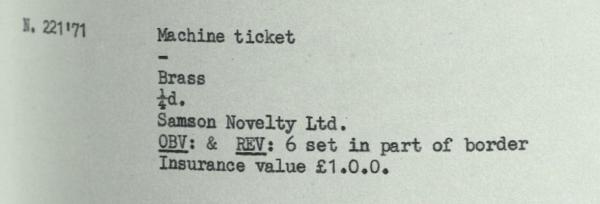 N. 221'71
Machine ticket
–
Brass
¼d.
Samson Novelty Ltd.
OBV: & REV: 6 set in part of border
Insurance value £1.0.0.